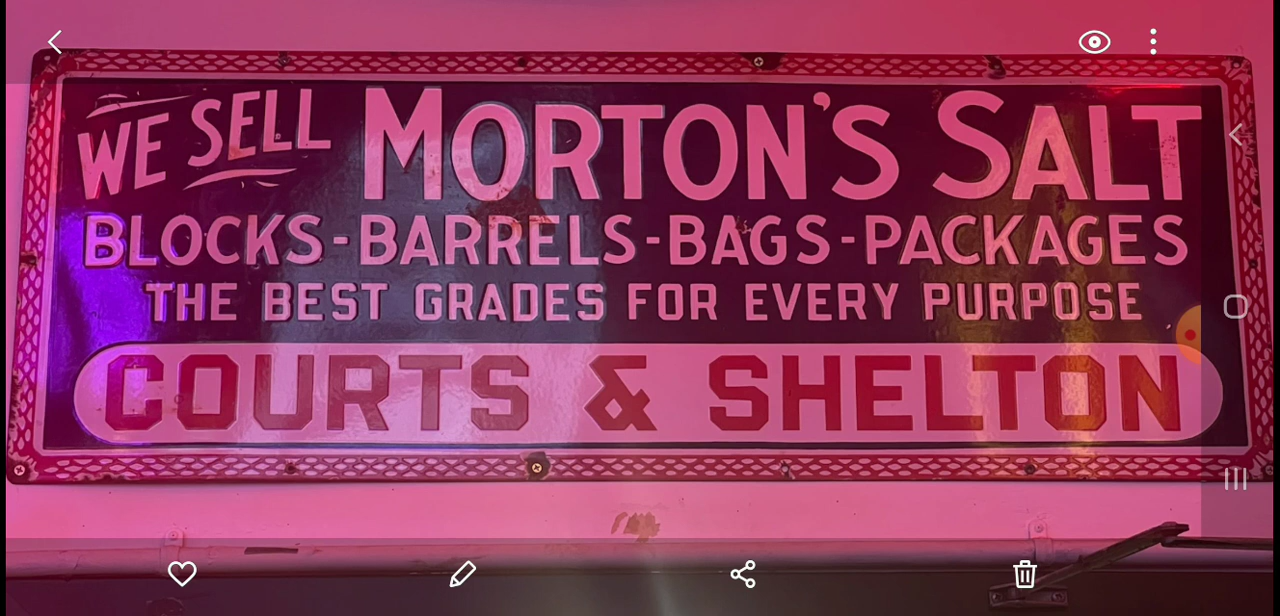 WE SELL MORTON'S SALT
BLOCKS-BARRELS-BAGS-PACKAGES
THE BEST GRADES FOR EVERY PURPOSE
COURTS & SHELTON